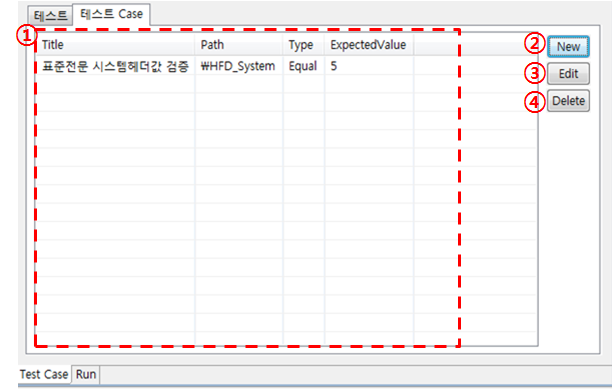 테스트 테스트 Case
① Title Path Type ExpectedValue ② New
표준전문 시스템헤더값 검증 ₩HFD_System Equal 5 ③ Edit
④ Delete
Test Case Run